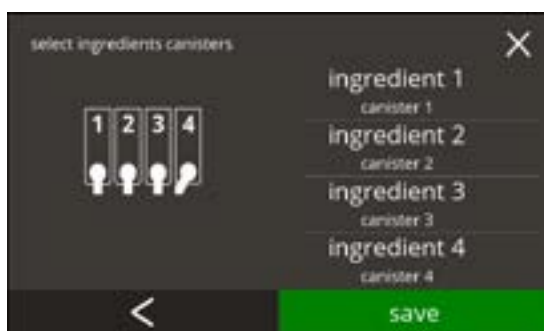 select ingredients canisters
1 2 3 4
ingredient 1
canister 1
ingredient 2
canister 2
ingredient 3
canister 3
ingredient 4
canister 4
save